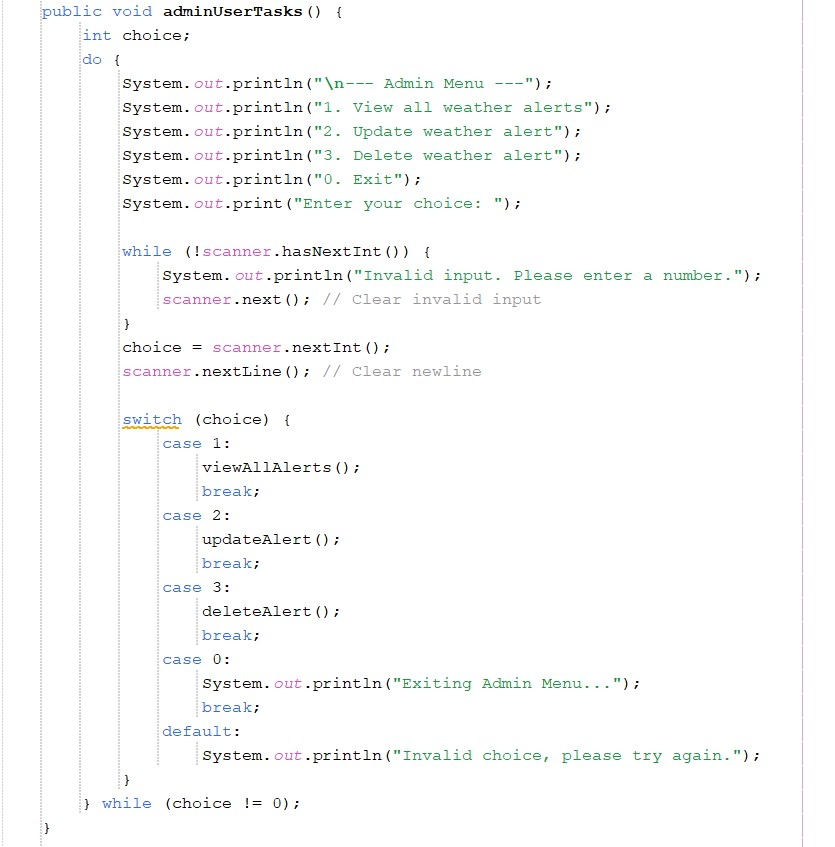 public void adminUserTasks() {
    int choice;
    do {
        System.out.println("\n--- Admin Menu ---");
        System.out.println("1. View all weather alerts");
        System.out.println("2. Update weather alert");
        System.out.println("3. Delete weather alert");
        System.out.println("0. Exit");
        System.out.print("Enter your choice: ");

        while (!scanner.hasNextInt()) {
            System.out.println("Invalid input. Please enter a number.");
            scanner.next(); // Clear invalid input
        }
        choice = scanner.nextInt();
        scanner.nextLine(); // Clear newline

        switch (choice) {
            case 1:
                viewAllAlerts();
                break;
            case 2:
                updateAlert();
                break;
            case 3:
                deleteAlert();
                break;
            case 0:
                System.out.println("Exiting Admin Menu...");
                break;
            default:
                System.out.println("Invalid choice, please try again.");
        }
    } while (choice != 0);
}